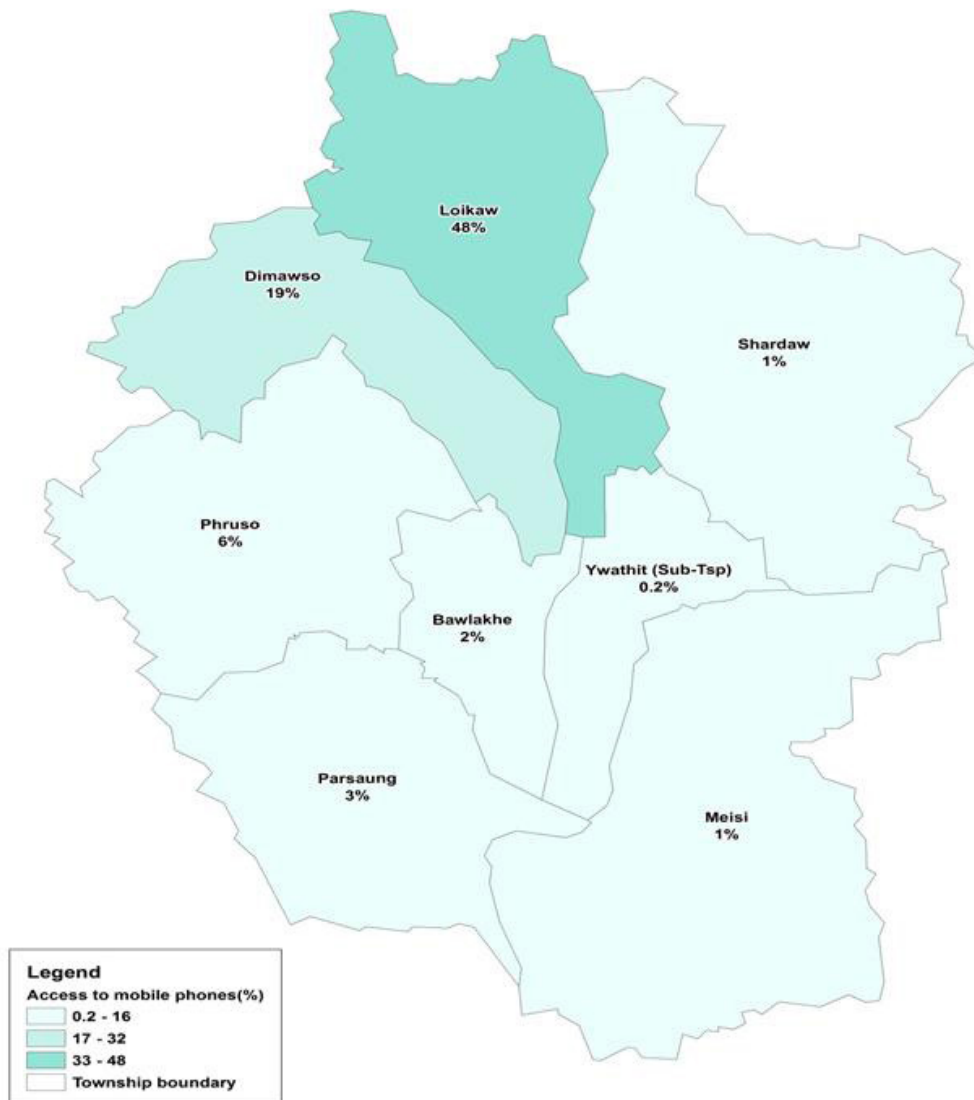 Loikaw
48%
Dimawso
19%
Shardaw
1%
Phruso
6%
Ywathit (Sub-Tsp)
0.2%
Bawlakhe
2%
Parsaung
3%
Meisi
1%
Legend
Access to mobile phones(%)
0.2 - 16
17 - 32
33 - 48
Township boundary